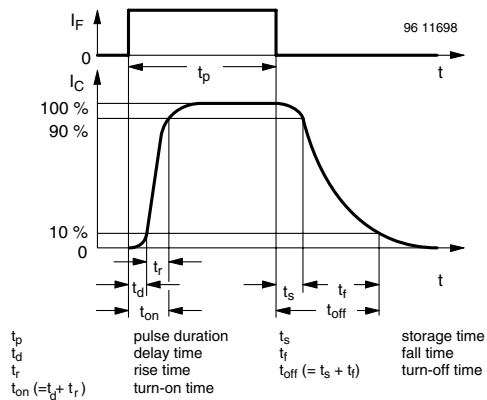 I_F
96 11698
0
t_p
t
I_C
100 %
90 %
10 %
0
t_r
t_d
t_s
t_f
t
t_on
t_off
t_p pulse duration t_s storage time
t_d delay time t_f fall time
t_r rise time t_off (= t_s + t_f) turn-off time
t_on (=t_d+ t_r) turn-on time